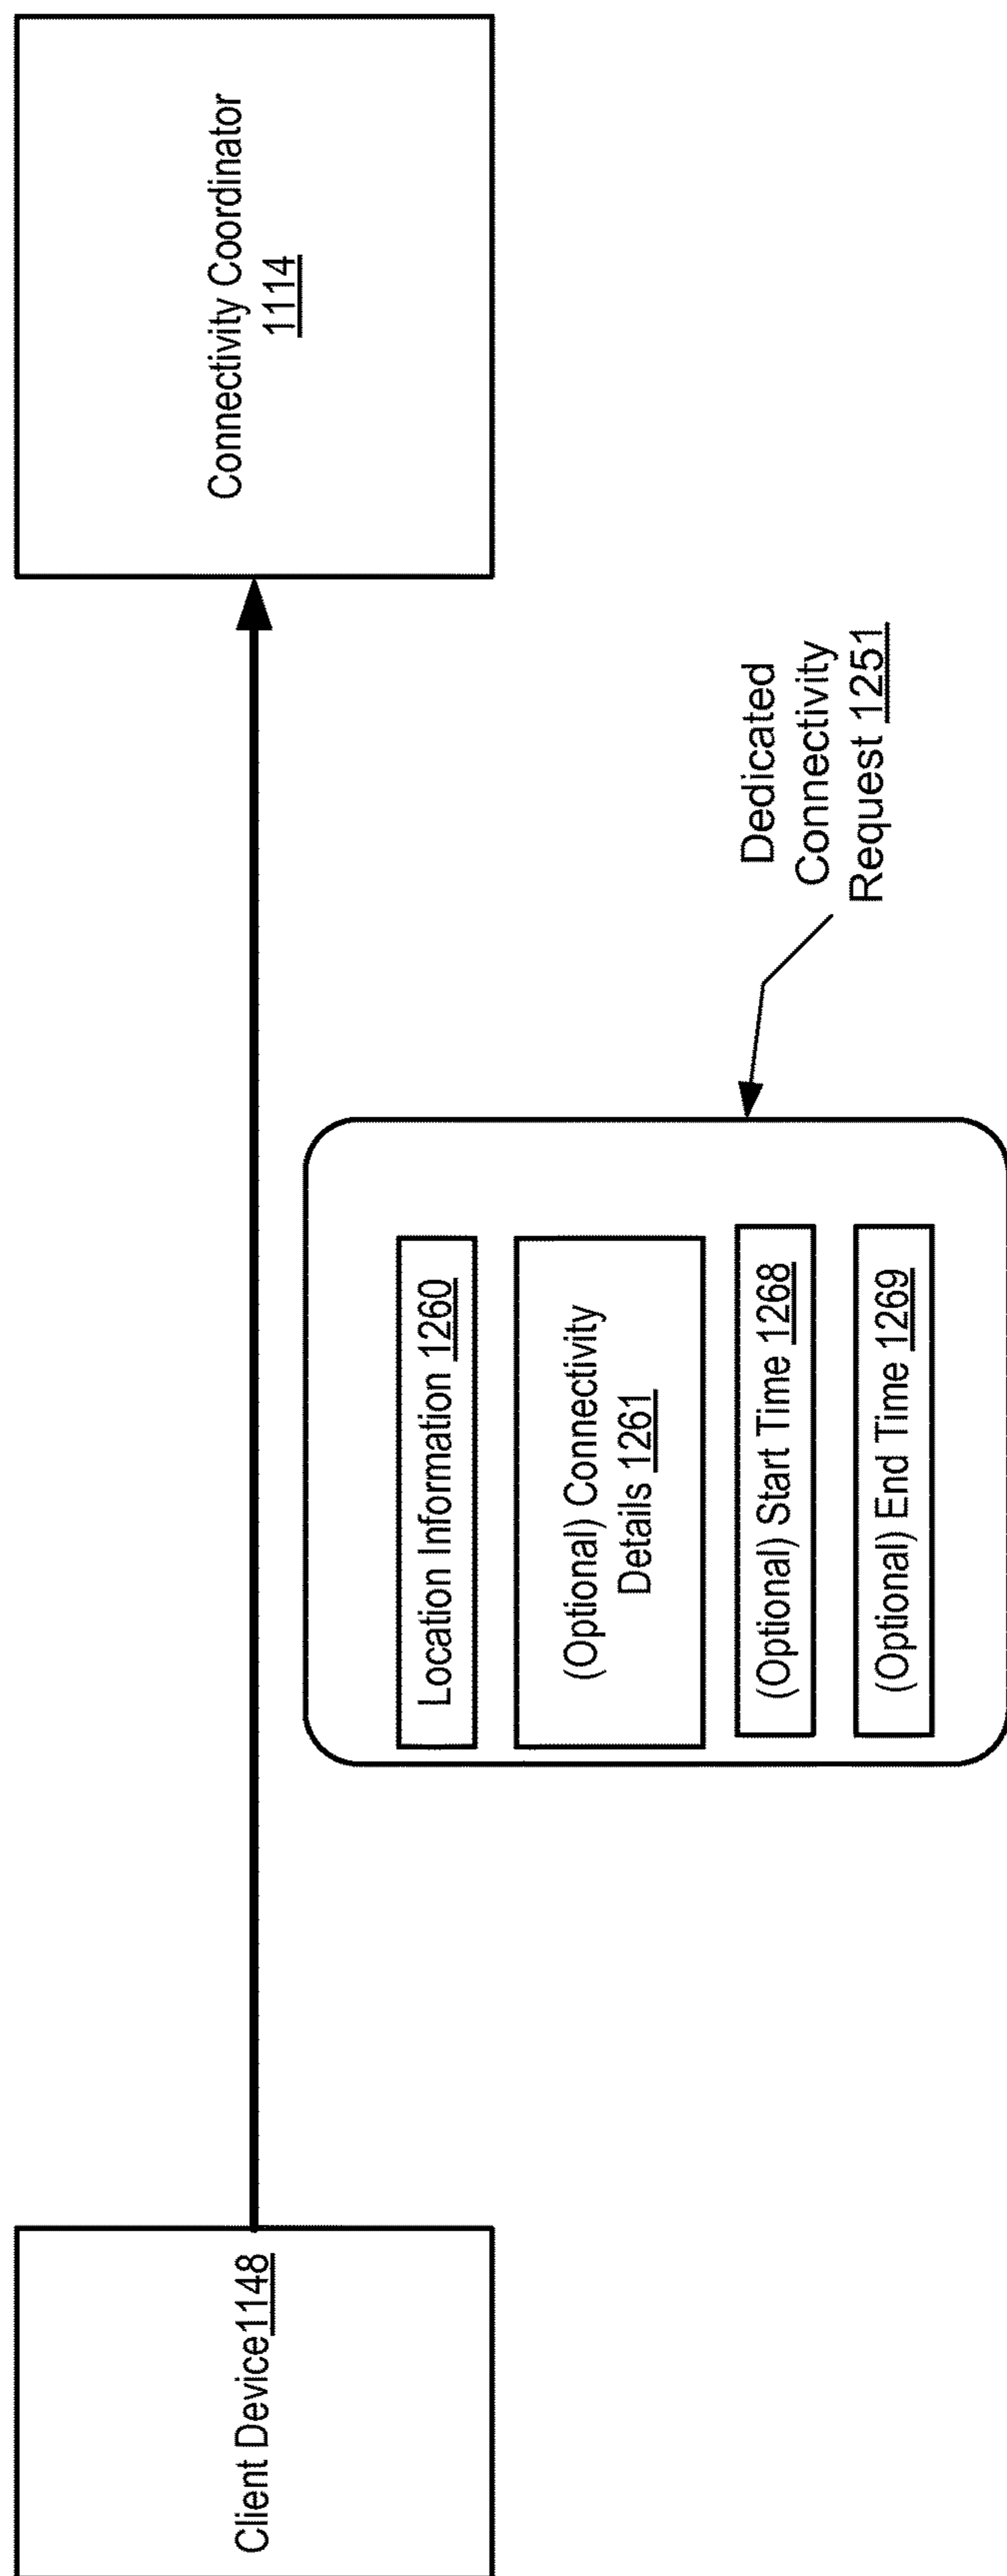 Client Device1148
Connectivity Coordinator
1114
Location Information 1260
(Optional) Connectivity
Details 1261
(Optional) Start Time 1268
(Optional) End Time 1269
Dedicated
Connectivity
Request 1251